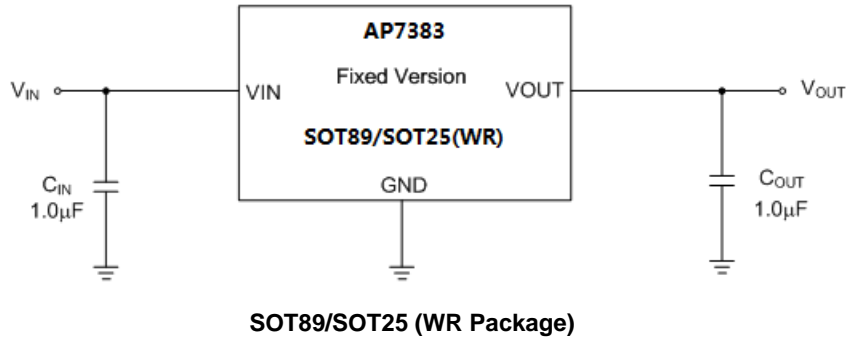 AP7383
Fixed Version
VIN
VIN
VOUT
VOUT
SOT89/SOT25(WR)
GND
CIN
1.0μF
COUT
1.0μF
SOT89/SOT25 (WR Package)